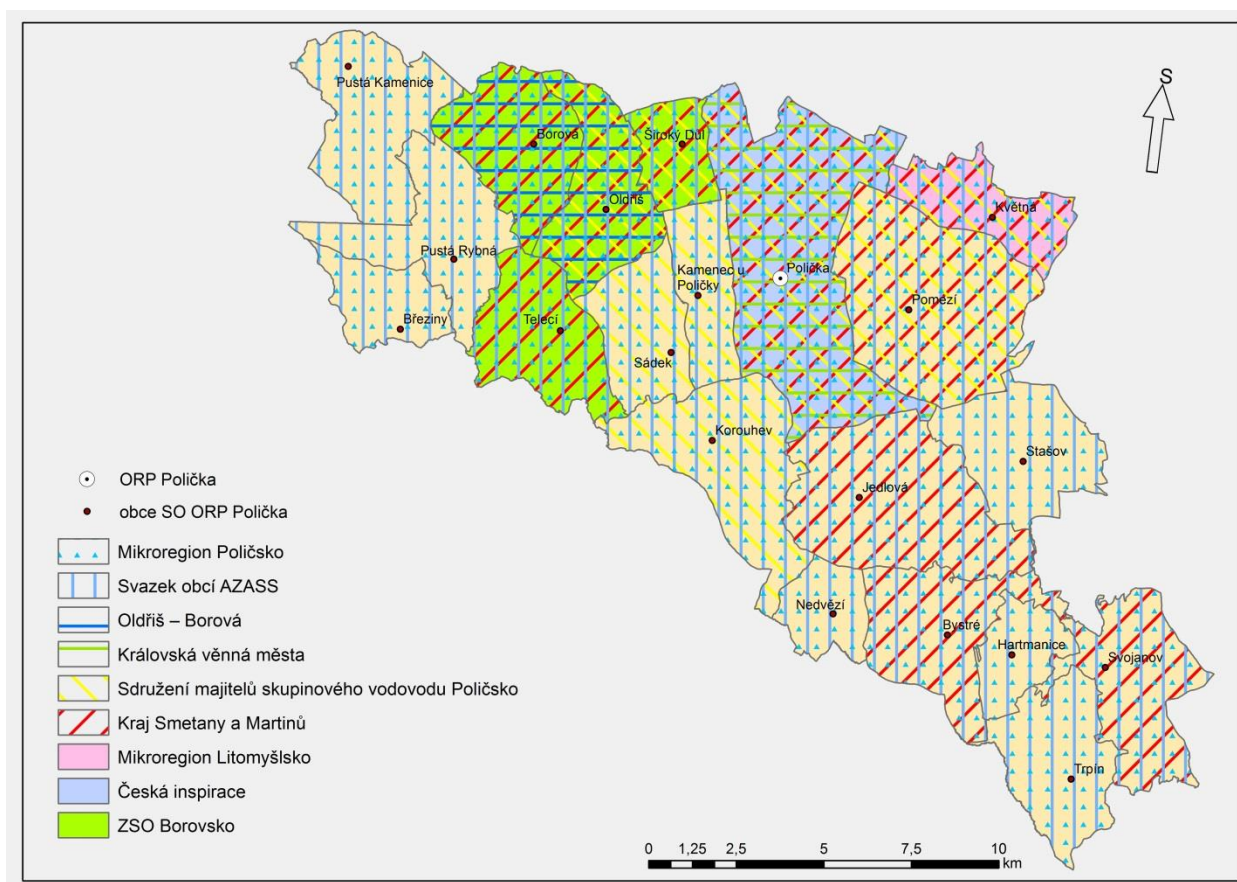 S
Pustá Kamenice
Borová
Široký Důl
Oldřiš
Květná
Pustá Rybná
Kamenec u
Poličky
Polička
Pomezí
Březiny
Telecí
Sádek
Korouhev
Stašov
Jedlová
Nedvězí
Bystré
Hartmanice
Svojanov
Trpín
ORP Polička
obce SO ORP Polička
Mikroregion Poličsko
Svazek obcí AZASS
Oldřiš – Borová
Královská věnná města
Sdružení majitelů skupinového vodovodu Poličsko
Kraj Smetany a Martinů
Mikroregion Litomyšlsko
Česká inspirace
ZSO Borovsko
0 1,25 2,5 5 7,5 10
km